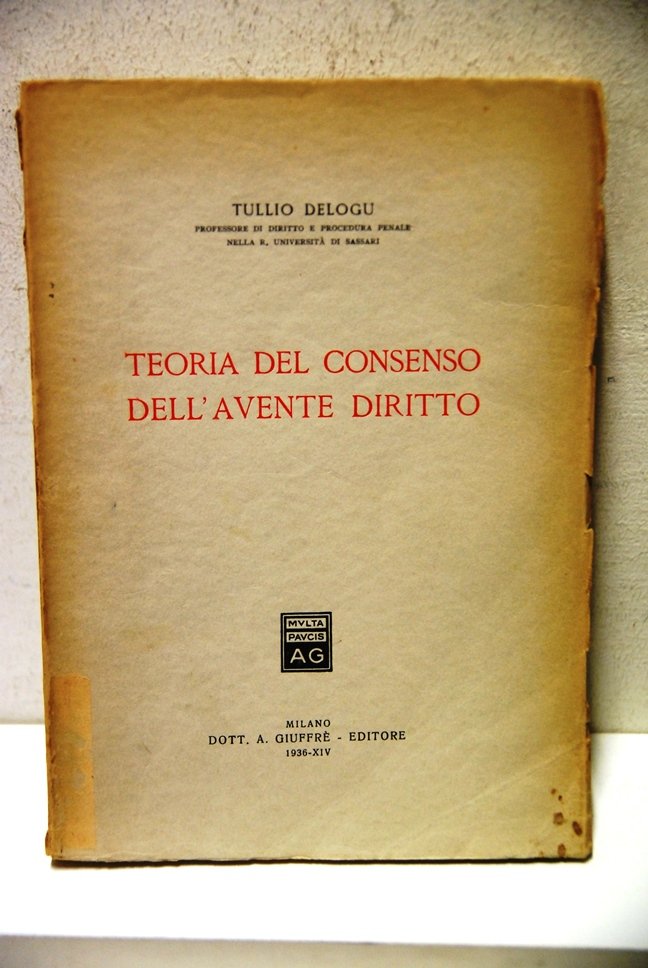 TULLIO DELOGU
PROFESSORE DI DIRITTO E PROCEDURA PENALE
NELLA R. UNIVERSITÀ DI SASSARI
TEORIA DEL CONSENSO
DELL'AVENTE DIRITTO
MVLTA
PAVCIS
AG
MILANO
DOTT. A. GIUFFRÈ - EDITORE
1936-XIV